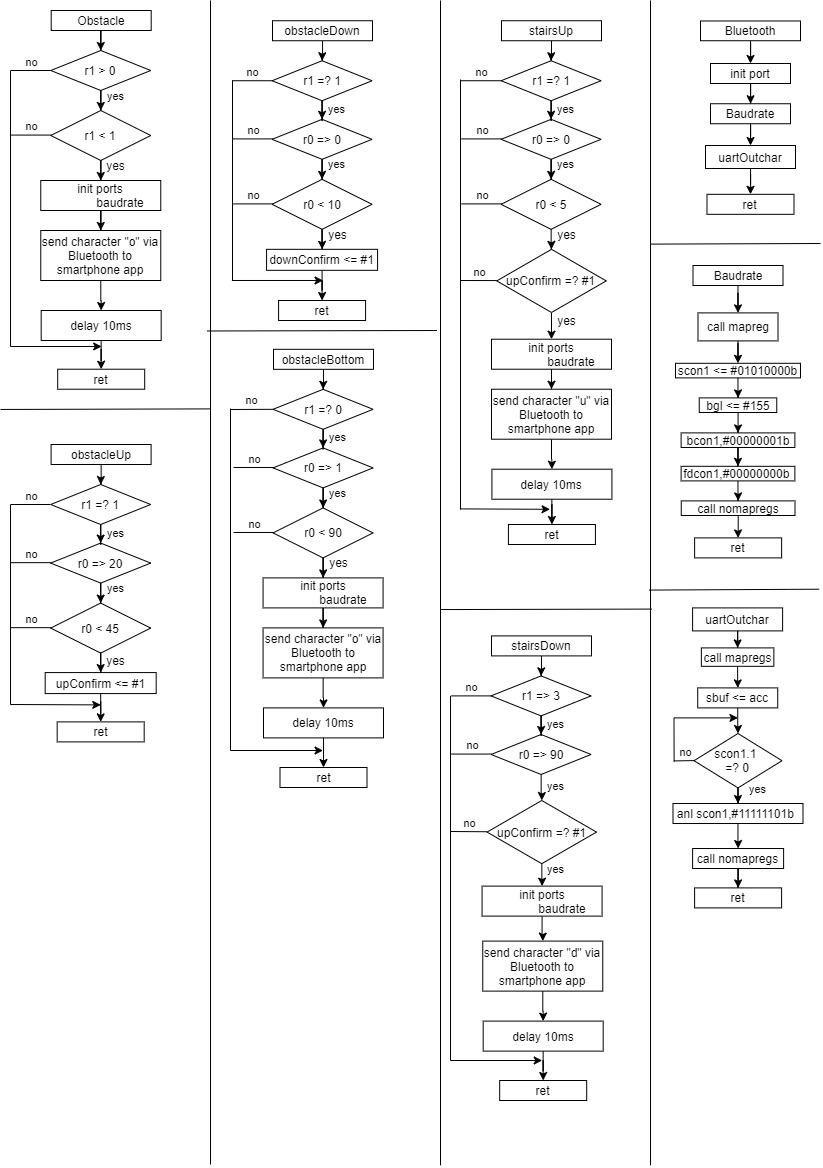 Obstacle
r1 > 0
no
yes
r1 < 1
no
yes
init ports
baudrate
send character "o" via
Bluetooth to
smartphone app
delay 10ms
ret
obstacleUp
r1 =? 1
no
yes
r0 => 20
no
yes
r0 < 45
no
yes
upConfirm <= #1
ret
obstacleDown
r1 =? 1
no
yes
r0 => 0
no
yes
r0 < 10
no
yes
downConfirm <= #1
ret
obstacleBottom
r1 =? 0
no
yes
r0 => 1
no
yes
r0 < 90
no
yes
init ports
baudrate
send character "o" via
Bluetooth to
smartphone app
delay 10ms
ret
stairsUp
r1 =? 1
no
yes
r0 => 0
no
yes
r0 < 5
no
yes
upConfirm =? #1
no
yes
init ports
baudrate
send character "u" via
Bluetooth to
smartphone app
delay 10ms
ret
stairsDown
r1 => 3
no
yes
r0 => 90
no
yes
upConfirm =? #1
no
yes
init ports
baudrate
send character "d" via
Bluetooth to
smartphone app
delay 10ms
ret
Bluetooth
init port
Baudrate
uartOutchar
ret
Baudrate
call mapreg
scon1 <= #01010000b
bgl <= #155
bcon1,#00000001b
fdcon1,#00000000b
call nomapregs
ret
uartOutchar
call mapregs
sbuf <= acc
scon1.1
=? 0
no
yes
anl scon1,#11111101b
call nomapregs
ret